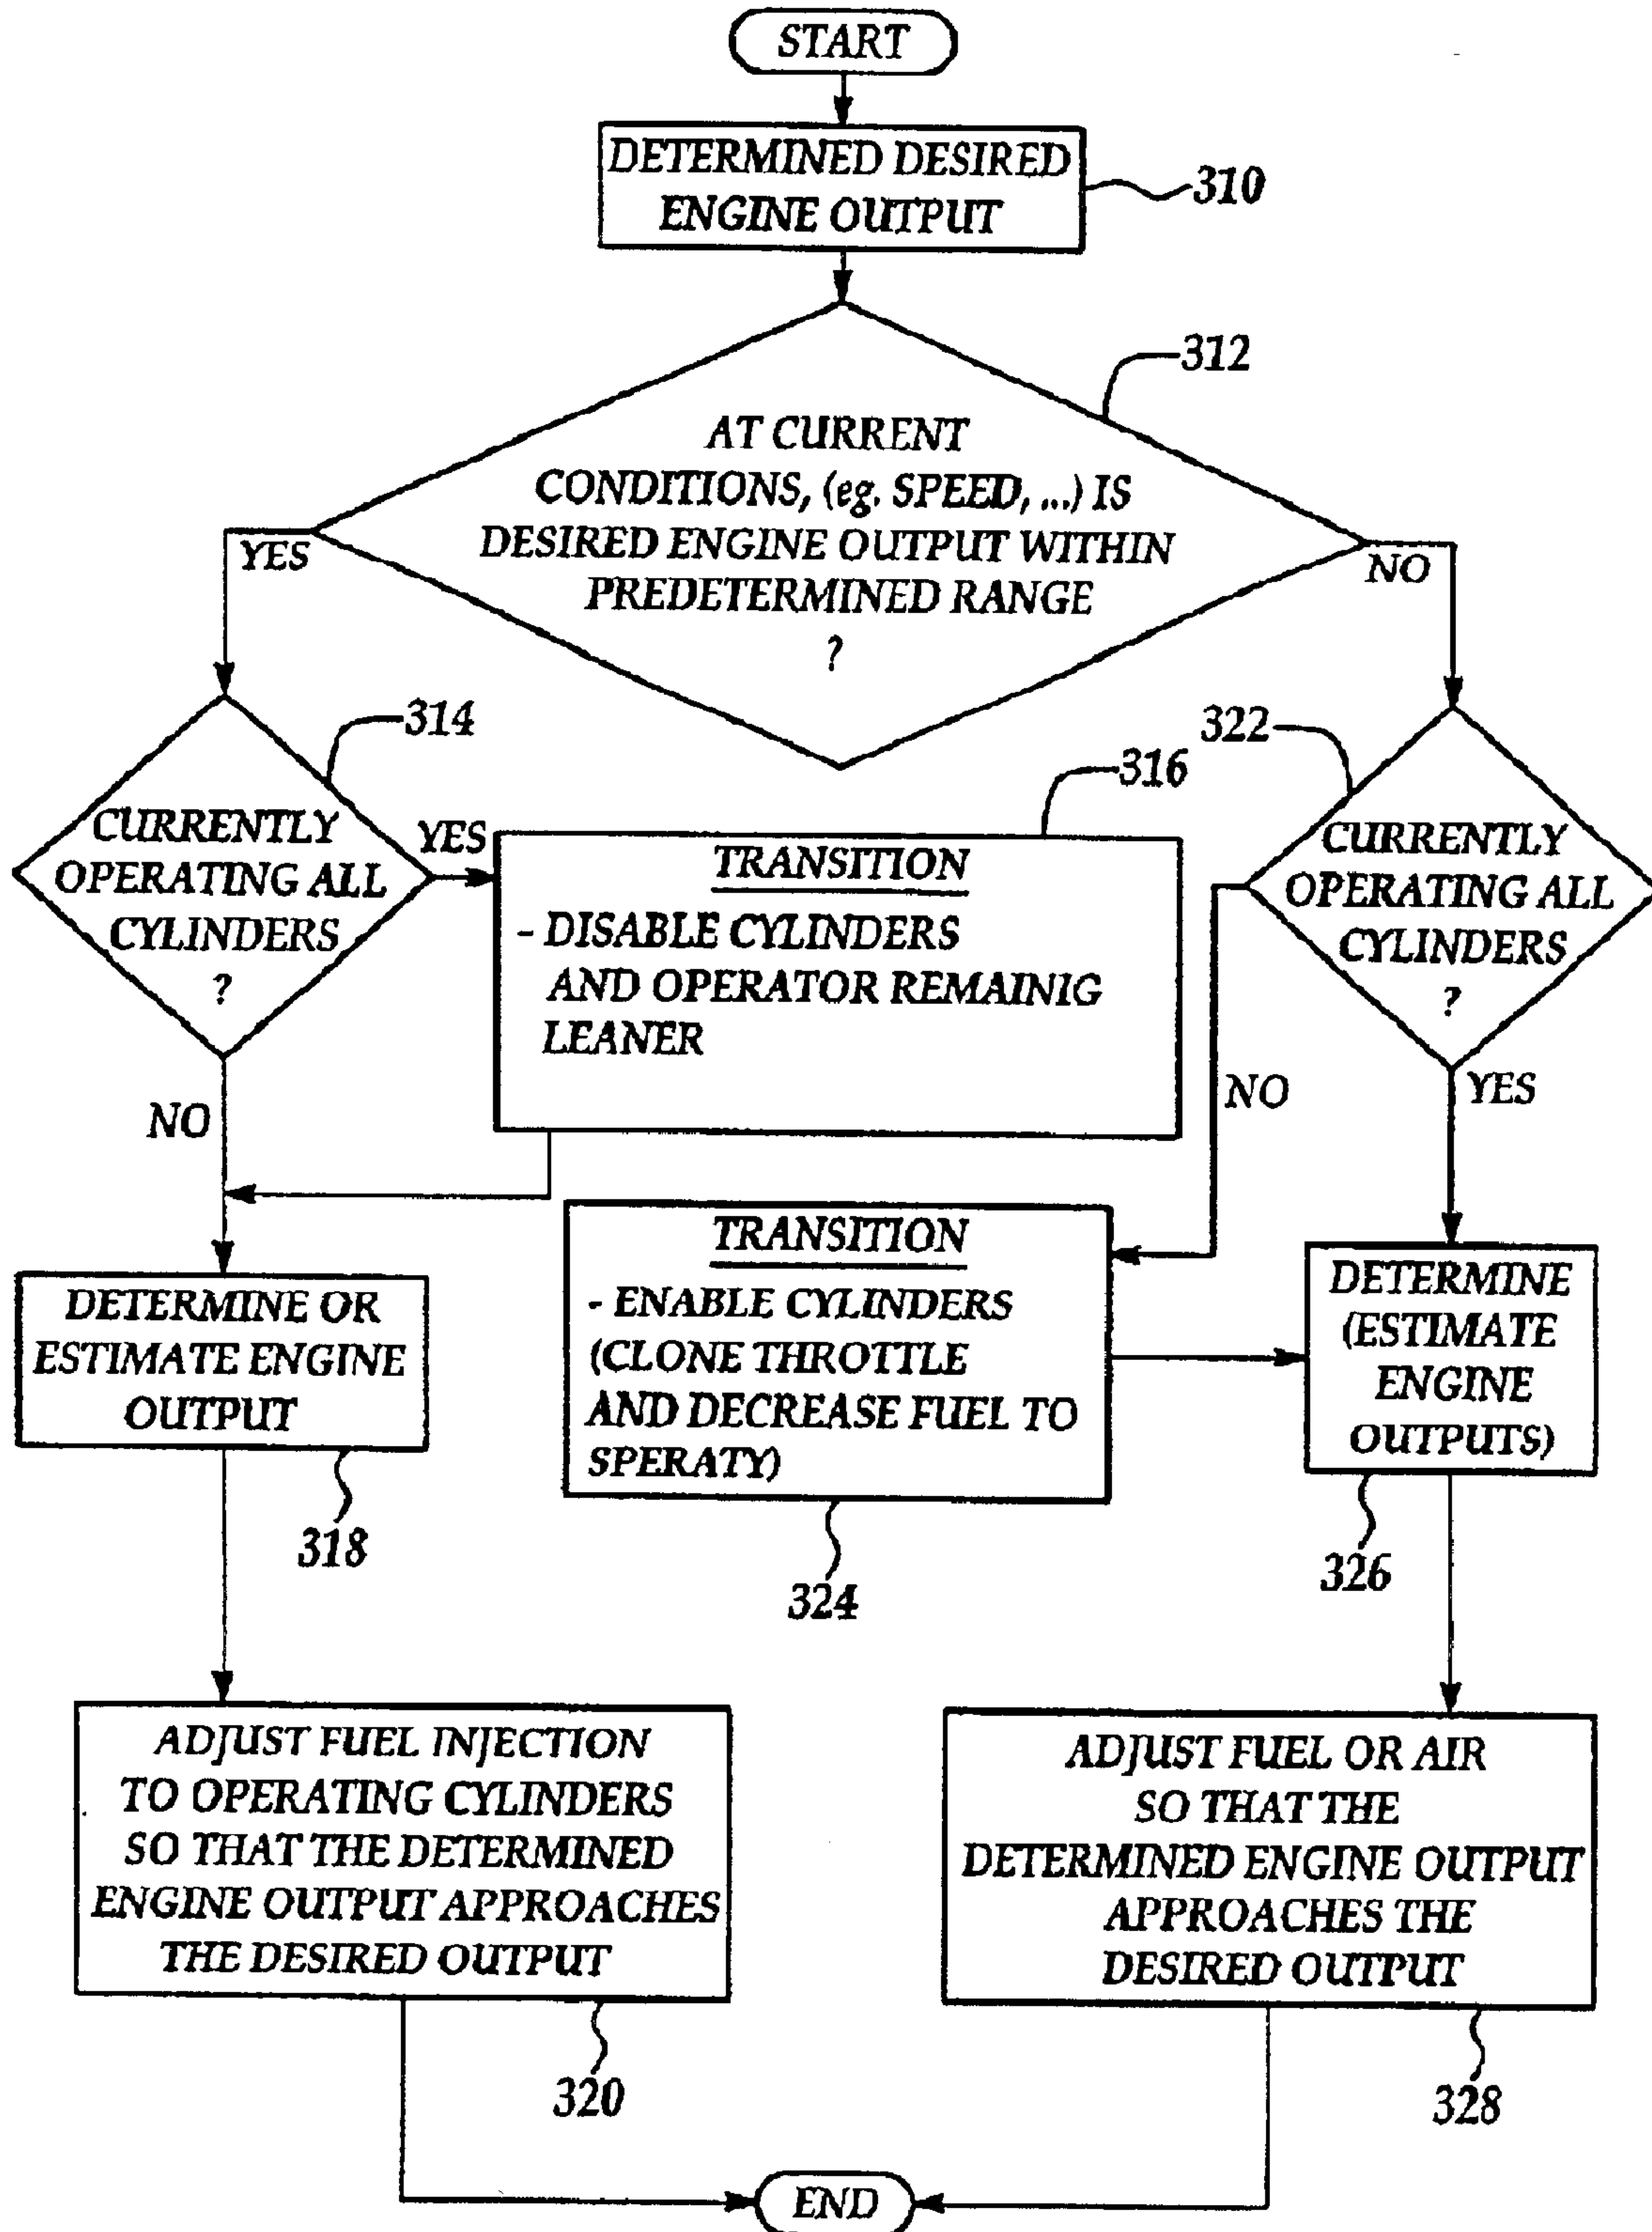 START
DETERMINED DESIRED
ENGINE OUTPUT
310
312
AT CURRENT
CONDITIONS, (eg. SPEED, ...) IS
DESIRED ENGINE OUTPUT WITHIN
PREDETERMINED RANGE
?
YES
NO
314
CURRENTLY
OPERATING ALL
CYLINDERS
?
YES
NO
316
TRANSITION
- DISABLE CYLINDERS
AND OPERATOR REMAINIG
LEANER
322
CURRENTLY
OPERATING ALL
CYLINDERS
?
NO
YES
TRANSITION
- ENABLE CYLINDERS
(CLONE THROTTLE
AND DECREASE FUEL TO
SPERATY)
324
DETERMINE OR
ESTIMATE ENGINE
OUTPUT
318
DETERMINE
(ESTIMATE
ENGINE
OUTPUTS)
326
ADJUST FUEL INJECTION
TO OPERATING CYLINDERS
SO THAT THE DETERMINED
ENGINE OUTPUT APPROACHES
THE DESIRED OUTPUT
320
ADJUST FUEL OR AIR
SO THAT THE
DETERMINED ENGINE OUTPUT
APPROACHES THE
DESIRED OUTPUT
328
END